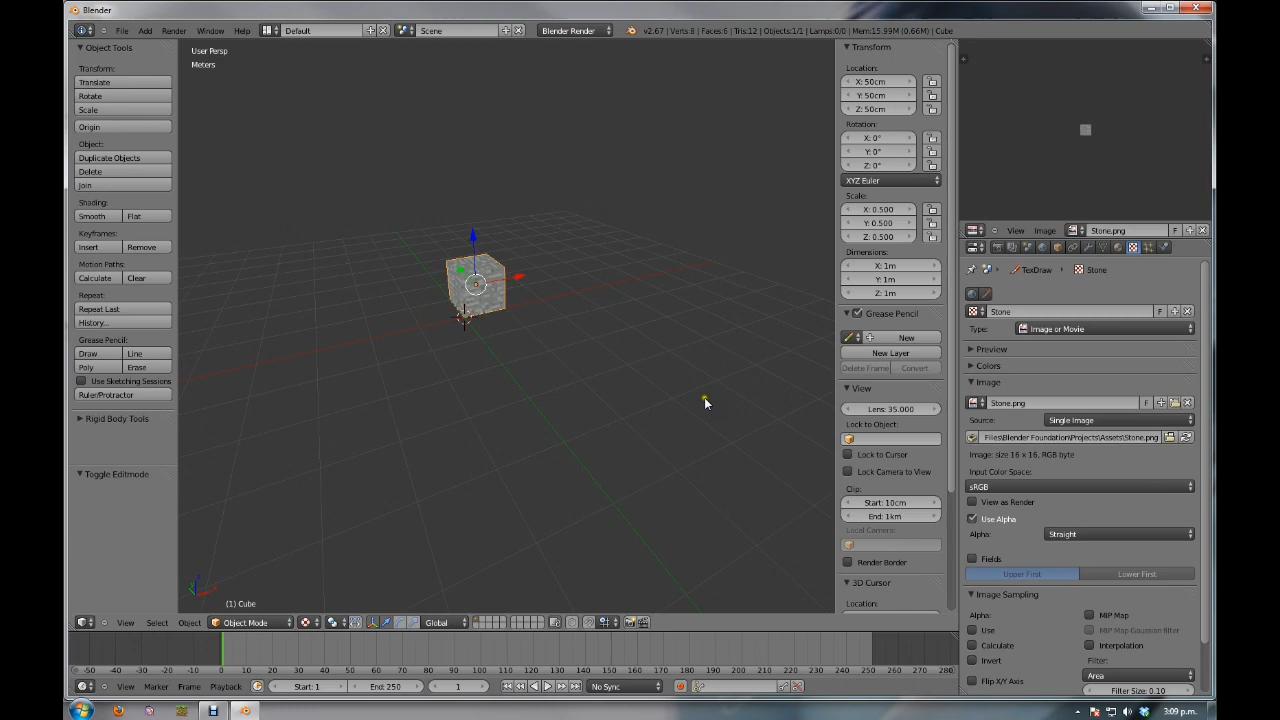 Blender
File Add Render Window Help Default Scene Blender Render v2.67 | Verts:8 | Faces:6 | Tris:12 | Objects:1/1 | Lamps:0/0 | Mem:15.99M (0.66M) | Cube
Object Tools
Transform:
Translate
Rotate
Scale
Origin
Object:
Duplicate Objects
Delete
Join
Shading:
Smooth Flat
Keyframes:
Insert Remove
Motion Paths:
Calculate Clear
Repeat:
Repeat Last
History...
Grease Pencil:
Draw Line
Poly Erase
Use Sketching Sessions
Ruler/Protractor
Rigid Body Tools
Toggle Editmode
User Persp
Meters
(1) Cube
Transform
Location:
X: 50cm
Y: 50cm
Z: 50cm
Rotation:
X: 0°
Y: 0°
Z: 0°
XYZ Euler
Scale:
X: 0.500
Y: 0.500
Z: 0.500
Dimensions:
X: 1m
Y: 1m
Z: 1m
Grease Pencil
New
New Layer
Delete Frame Convert
View
Lens: 35.000
Lock to Object:
Lock to Cursor
Lock Camera to View
Clip:
Start: 10cm
End: 1km
Local Camera:
Render Border
3D Cursor
Location:
View Image Stone.png F
TexDraw Stone
Stone F
Type: Image or Movie
Preview
Colors
Image
Stone.png F
Source: Single Image
Files\Blender Foundation\Projects\Assets\Stone.png
Image: size 16 x 16, RGB byte
Input Color Space:
sRGB
View as Render
Use Alpha
Alpha: Straight
Fields
Upper First Lower First
Image Sampling
Alpha: MIP Map
Use MIP Map Gaussian filter
Calculate Interpolation
Invert Filter:
Flip X/Y Axis Area
Filter Size: 0.10
View Select Object Object Mode Global
-50 -40 -30 -20 -10 0 10 20 30 40 50 60 70 80 90 100 110 120 130 140 150 160 170 180 190 200 210 220 230 240 250 260 270 280
View Marker Frame Playback Start: 1 End: 250 1 No Sync
3:09 p.m.